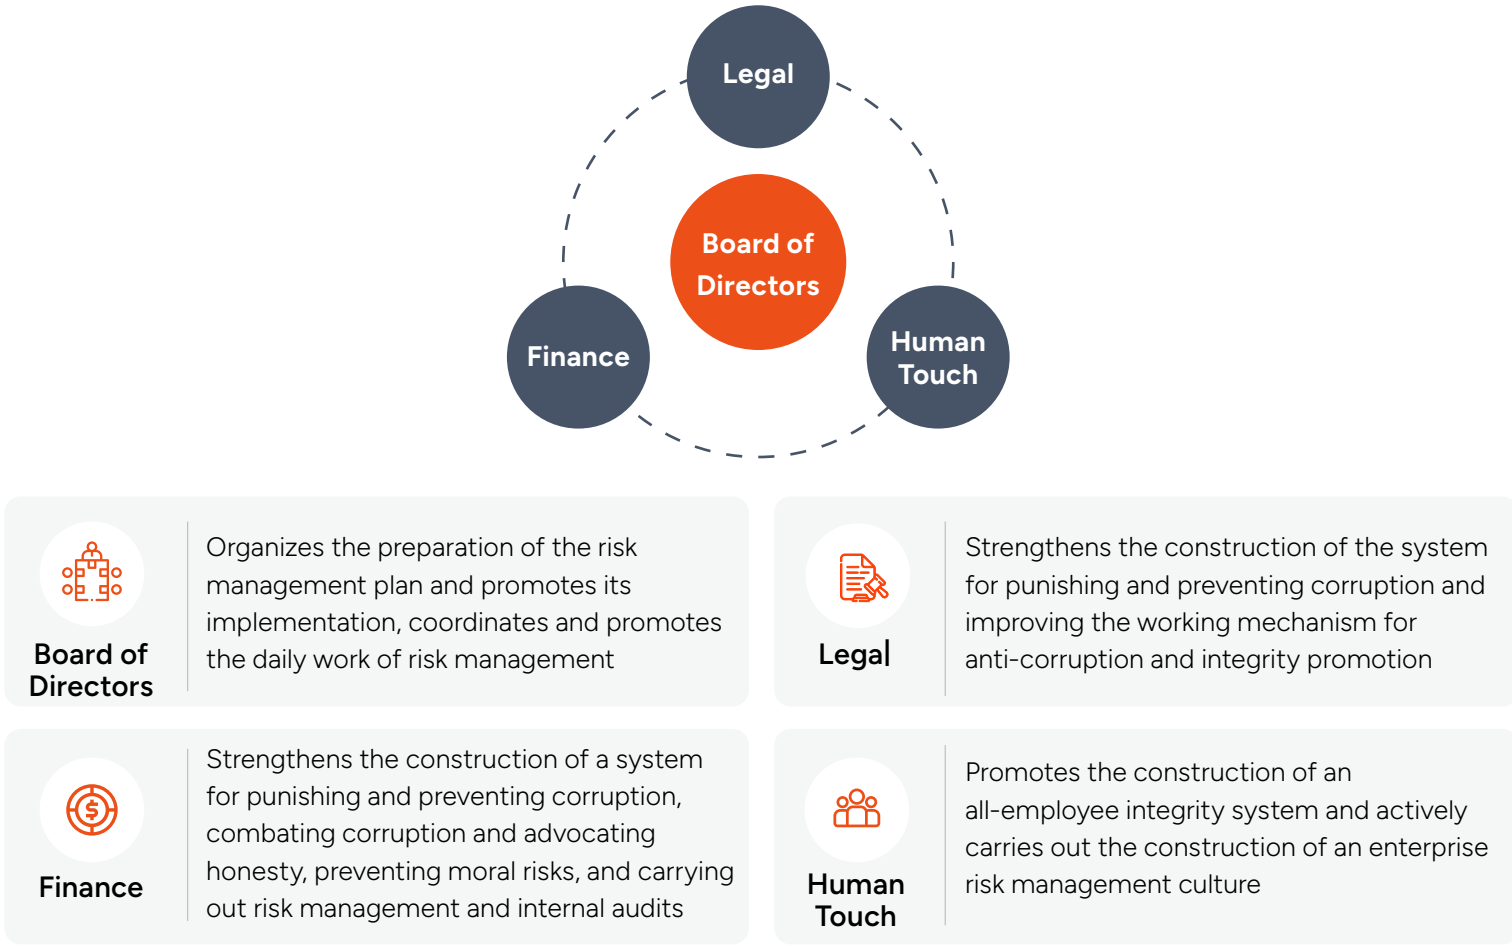 Legal
Board of
Directors
Finance
Human
Touch
Board of
Directors
Organizes the preparation of the risk
management plan and promotes its
implementation, coordinates and promotes
the daily work of risk management
Legal
Strengthens the construction of the system
for punishing and preventing corruption and
improving the working mechanism for
anti-corruption and integrity promotion
Finance
Strengthens the construction of a system
for punishing and preventing corruption,
combating corruption and advocating
honesty, preventing moral risks, and carrying
out risk management and internal audits
Human
Touch
Promotes the construction of an
all-employee integrity system and actively
carries out the construction of an enterprise
risk management culture